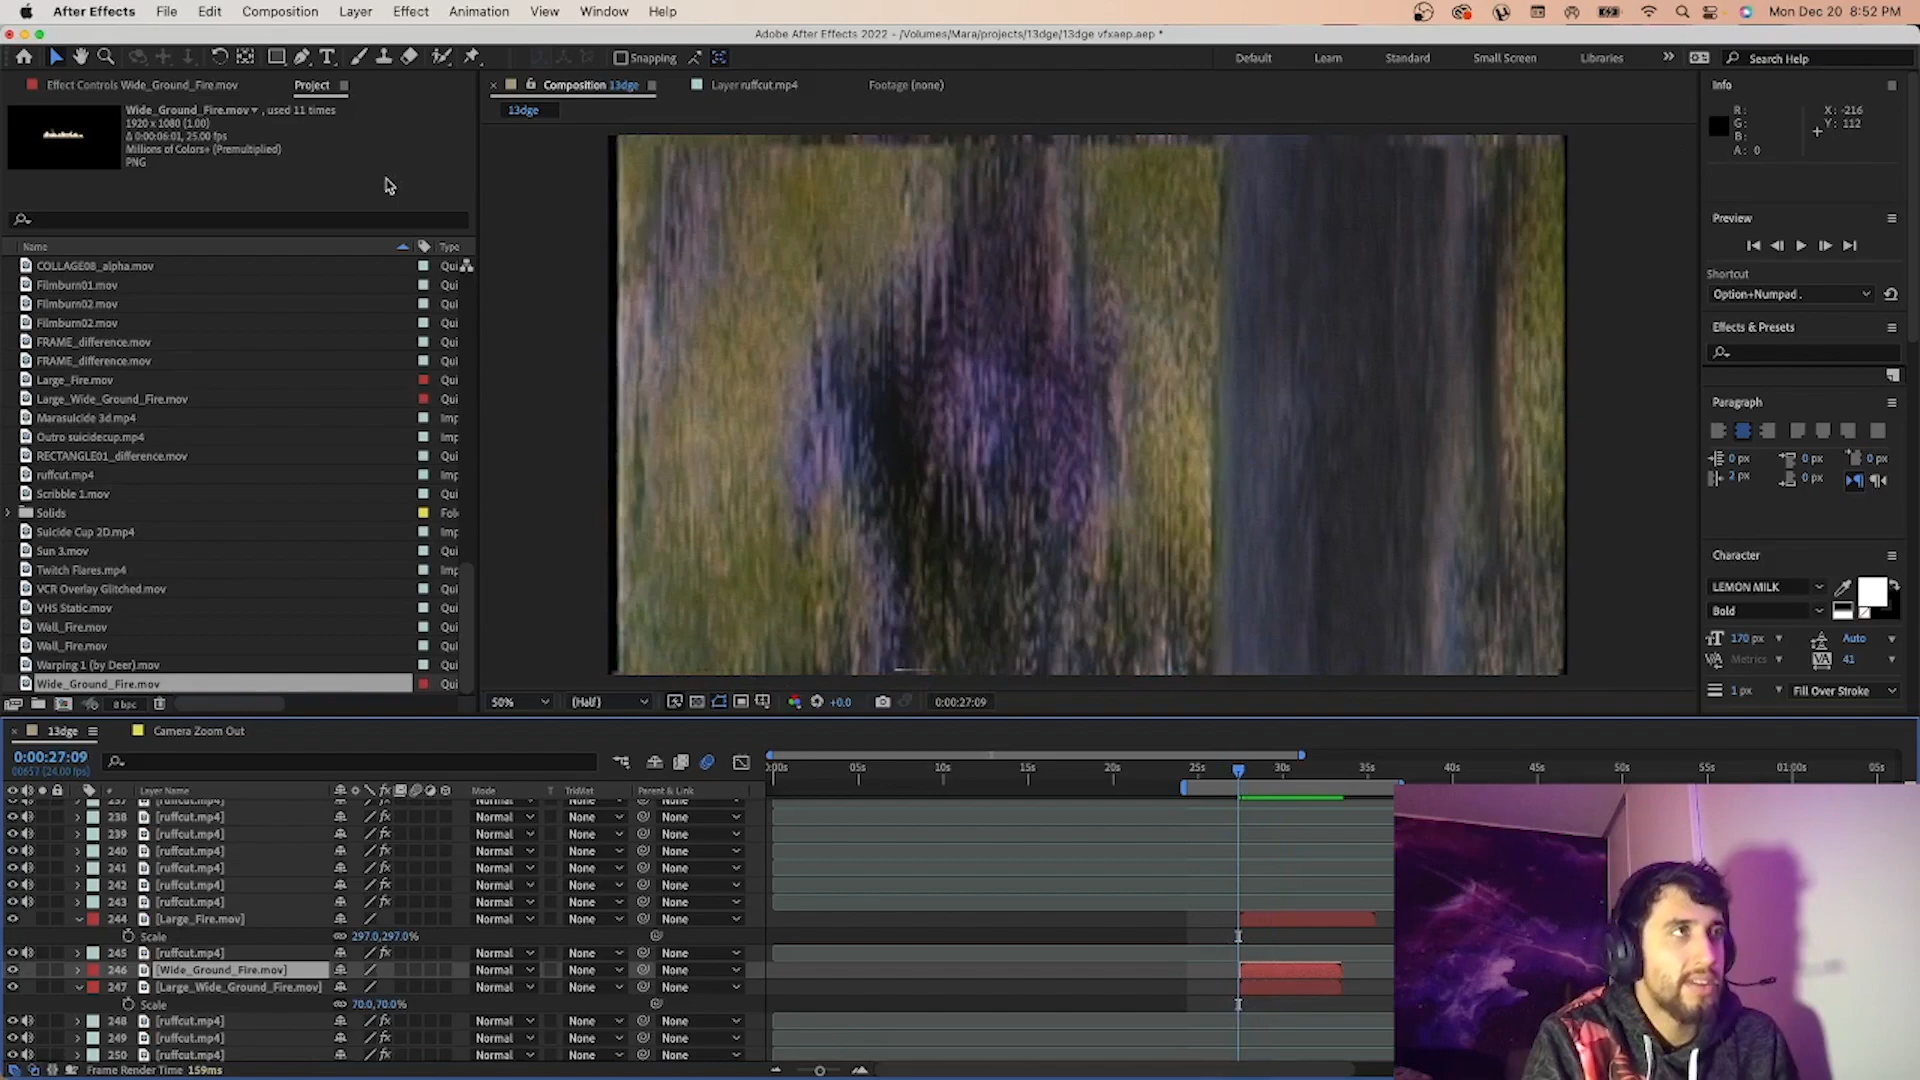 After Effects File Edit Composition Layer Effect Animation View Window Help Mon Dec 20 8:52 PM
Adobe After Effects 2022 - /Volumes/Mara/projects/13dge/13dge vfxaep.aep *
Snapping Default Learn Standard Small Screen Libraries Search Help
Effect Controls Wide_Ground_Fire.mov Project Composition 13dge Layer ruffcut.mp4 Footage (none) Info
Wide_Ground_Fire.mov , used 11 times
1920 x 1080 (1.00)
Δ 0:00:06:01, 25.00 fps
Millions of Colors+ (Premultiplied)
PNG
13dge
R: X: -216
G: Y: 112
B:
A: 0
Preview
Shortcut
Option+Numpad .
Effects & Presets
Paragraph
0 px 0 px 0 px
2 px 0 px
Character
LEMON MILK
Bold
170 px Auto
Metrics 41
1 px Fill Over Stroke
Name Type
COLLAGE08_alpha.mov Qui
Filmburn01.mov Qui
Filmburn02.mov Qui
Filmburn02.mov Qui
FRAME_difference.mov Qui
FRAME_difference.mov Qui
Large_Fire.mov Qui
Large_Wide_Ground_Fire.mov Qui
Marasuicide 3d.mp4 Imp
Outro suicidecup.mp4 Imp
RECTANGLE01_difference.mov Qui
ruffcut.mp4 Imp
Scribble 1.mov Qui
Solids Fol
Suicide Cup 2D.mp4 Imp
Sun 3.mov Qui
Twitch Flares.mp4 Imp
VCR Overlay Glitched.mov Qui
VHS Static.mov Qui
Wall_Fire.mov Qui
Wall_Fire.mov Qui
Warping 1 (by Deer).mov Qui
Wide_Ground_Fire.mov Qui
8 bpc 50% (Half) +0.0 0:00:27:09
13dge Camera Zoom Out
0:00:27:09
00657 (24.00 fps)
:00s 05s 10s 15s 20s 25s 30s 35s 40s 45s 50s 55s 01:00s 05s
# Layer Name Mode T TrkMat Parent & Link
237 [ruffcut.mp4] Normal None None
238 [ruffcut.mp4] Normal None None
239 [ruffcut.mp4] Normal None None
240 [ruffcut.mp4] Normal None None
241 [ruffcut.mp4] Normal None None
242 [ruffcut.mp4] Normal None None
243 [ruffcut.mp4] Normal None None
244 [Large_Fire.mov] Normal None None
Scale 297.0,297.0%
245 [ruffcut.mp4] Normal None None
246 [Wide_Ground_Fire.mov] Normal None None
247 [Large_Wide_Ground_Fire.mov] Normal None None
Scale 70.0,70.0%
248 [ruffcut.mp4] Normal None None
249 [ruffcut.mp4] Normal None None
250 [ruffcut.mp4] Normal None None
Frame Render Time 159ms